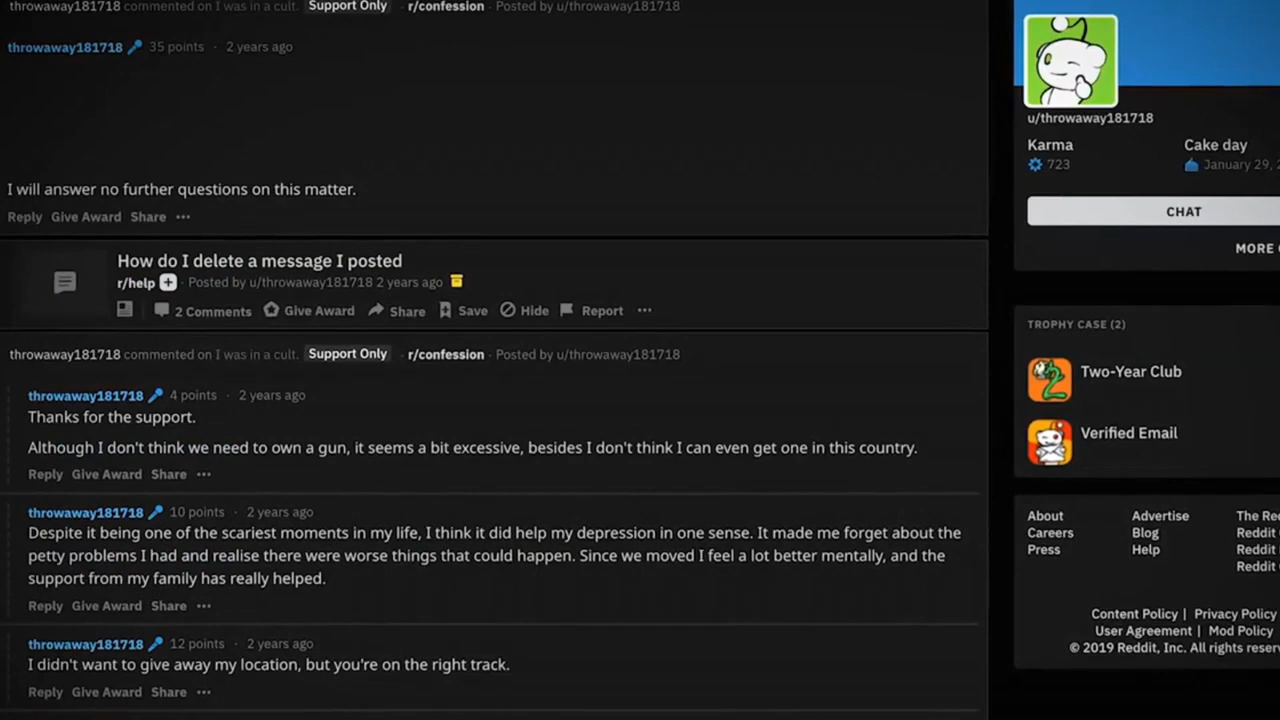 throwaway181718 commented on I was in a cult. Support Only · r/confession · Posted by u/throwaway181718
throwaway181718 35 points · 2 years ago
I will answer no further questions on this matter.
Reply Give Award Share ···
How do I delete a message I posted
r/help · Posted by u/throwaway181718 2 years ago
2 Comments Give Award Share Save Hide Report ···
throwaway181718 commented on I was in a cult. Support Only · r/confession · Posted by u/throwaway181718
throwaway181718 4 points · 2 years ago
Thanks for the support.
Although I don't think we need to own a gun, it seems a bit excessive, besides I don't think I can even get one in this country.
Reply Give Award Share ···
throwaway181718 10 points · 2 years ago
Despite it being one of the scariest moments in my life, I think it did help my depression in one sense. It made me forget about the
petty problems I had and realise there were worse things that could happen. Since we moved I feel a lot better mentally, and the
support from my family has really helped.
Reply Give Award Share ···
throwaway181718 12 points · 2 years ago
I didn't want to give away my location, but you're on the right track.
Reply Give Award Share ···
u/throwaway181718
Karma Cake day
723 January 29,
CHAT
MORE
TROPHY CASE (2)
Two-Year Club
Verified Email
About Advertise The
Careers Blog Reddit
Press Help Reddit
Reddit
Content Policy | Privacy Policy
User Agreement | Mod Policy
© 2019 Reddit, Inc. All rights